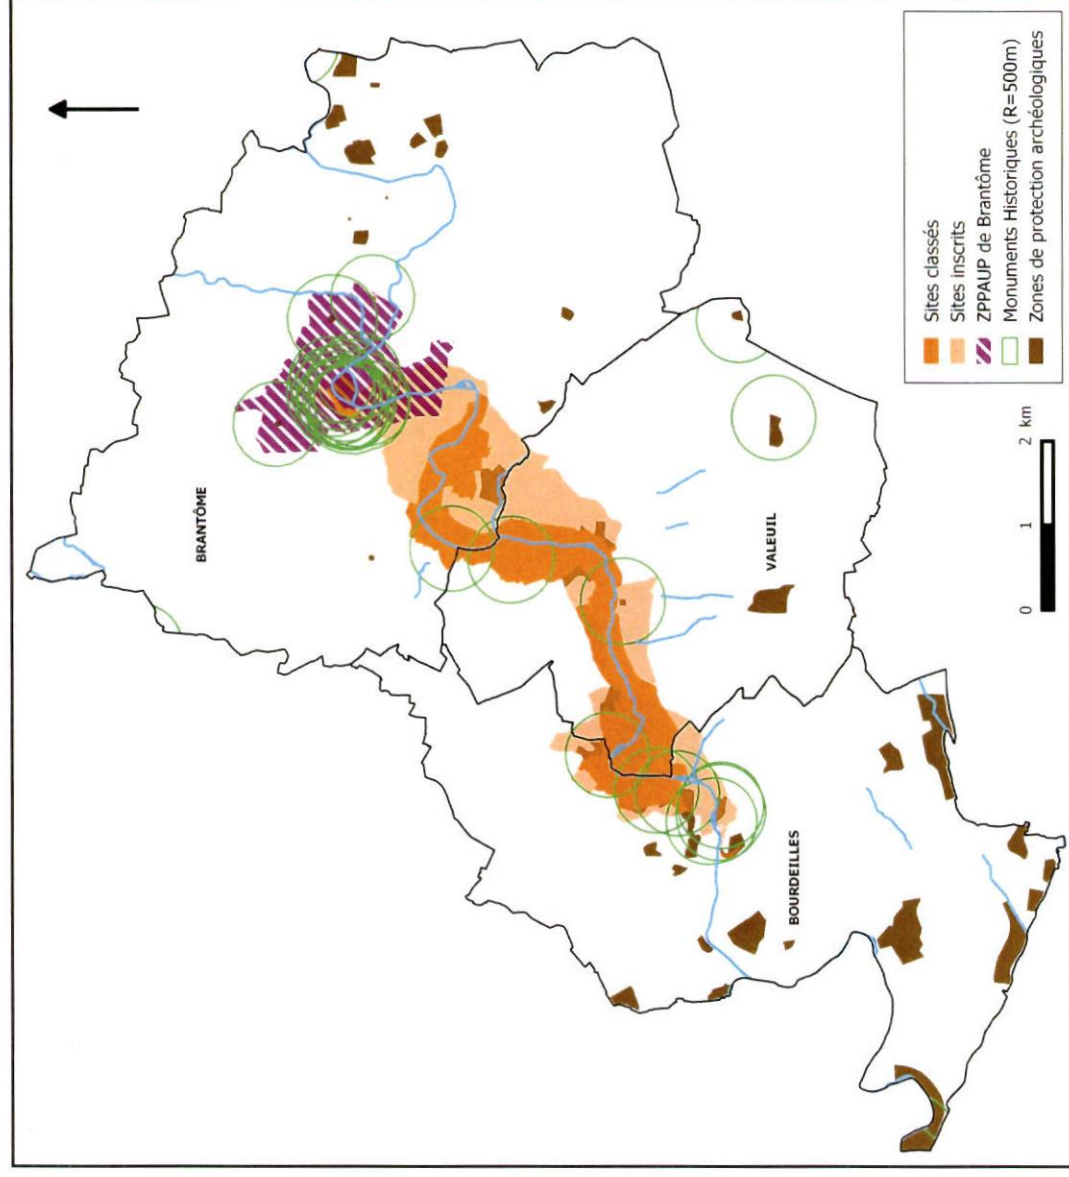 BRANTÔME
VALEUIL
BOURDEILLES
Sites classés
Sites inscrits
ZPPAUP de Brantôme
Monuments Historiques (R=500m)
Zones de protection archéologiques
0 1 2 km